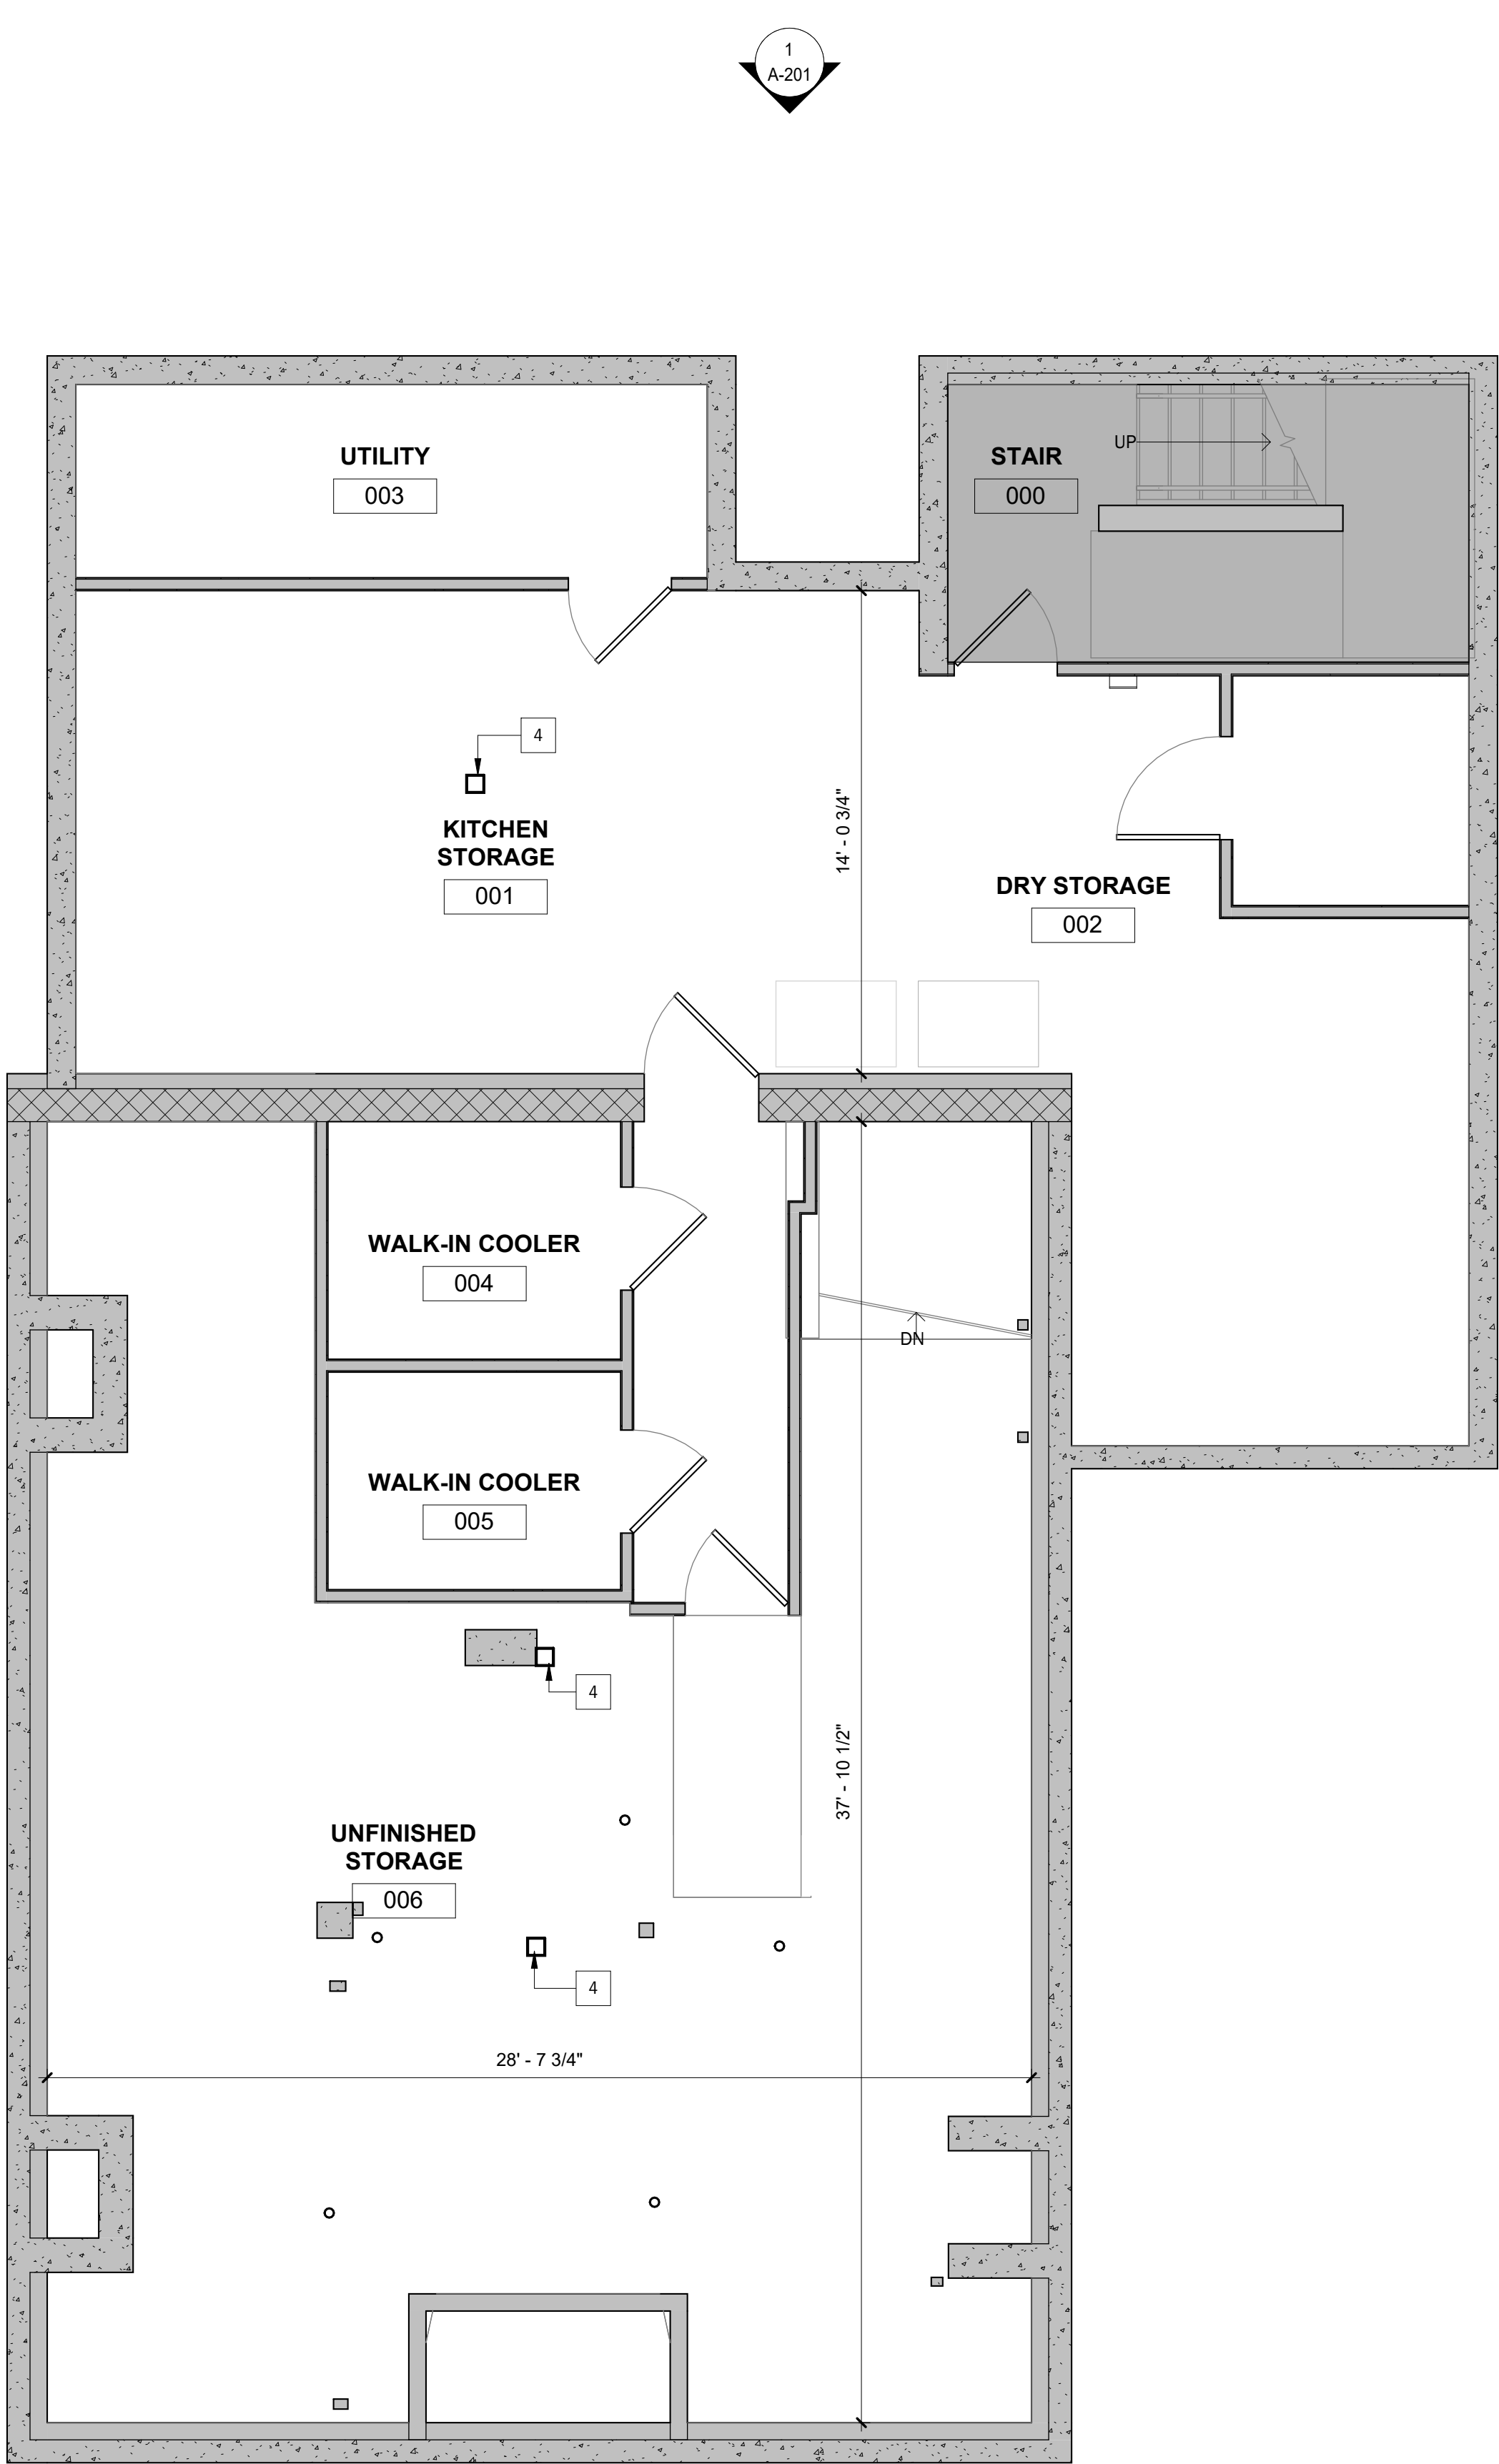 1
A-201
UTILITY
003
STAIR
000
UP
4
KITCHEN
STORAGE
001
14' - 0 3/4"
DRY STORAGE
002
WALK-IN COOLER
004
DN
WALK-IN COOLER
005
4
37' - 10 1/2"
UNFINISHED
STORAGE
006
4
28' - 7 3/4"